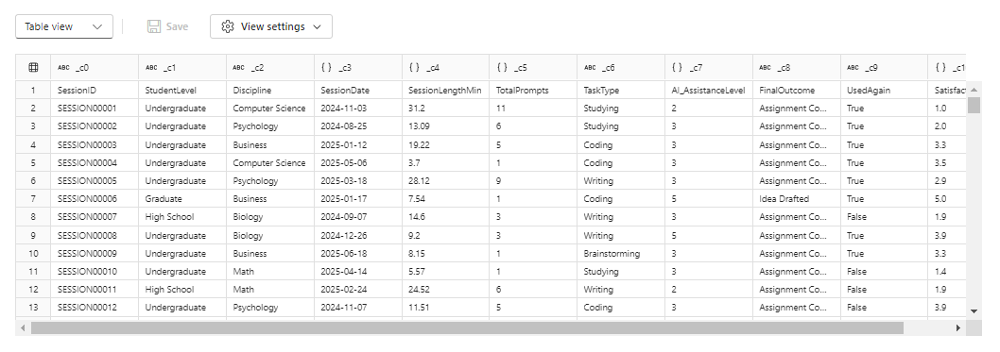 Table view Save View settings
ABC _c0 ABC _c1 ABC _c2 { } _c3 { } _c4 { } _c5 ABC _c6 { } _c7 ABC _c8 ABC _c9 { } _c1
1 SessionID StudentLevel Discipline SessionDate SessionLengthMin TotalPrompts TaskType AI_AssistanceLevel FinalOutcome UsedAgain Satisfact
2 SESSION00001 Undergraduate Computer Science 2024-11-03 31.2 11 Studying 2 Assignment Co... True 1.0
3 SESSION00002 Undergraduate Psychology 2024-08-25 13.09 6 Studying 3 Assignment Co... True 2.0
4 SESSION00003 Undergraduate Business 2025-01-12 19.22 5 Coding 3 Assignment Co... True 3.3
5 SESSION00004 Undergraduate Computer Science 2025-05-06 3.7 1 Coding 3 Assignment Co... True 3.5
6 SESSION00005 Undergraduate Psychology 2025-03-18 28.12 9 Writing 3 Assignment Co... True 2.9
7 SESSION00006 Graduate Business 2025-01-17 7.54 1 Coding 5 Idea Drafted True 5.0
8 SESSION00007 High School Biology 2024-09-07 14.6 3 Writing 3 Assignment Co... False 1.9
9 SESSION00008 Undergraduate Biology 2024-12-26 9.2 3 Writing 5 Assignment Co... True 3.9
10 SESSION00009 Undergraduate Business 2025-06-18 8.15 1 Brainstorming 3 Assignment Co... True 3.3
11 SESSION00010 Undergraduate Math 2025-04-14 5.57 1 Studying 3 Assignment Co... False 1.4
12 SESSION00011 High School Math 2025-02-24 24.52 6 Writing 2 Assignment Co... False 1.9
13 SESSION00012 Undergraduate Psychology 2024-11-07 11.51 5 Coding 3 Assignment Co... False 3.9